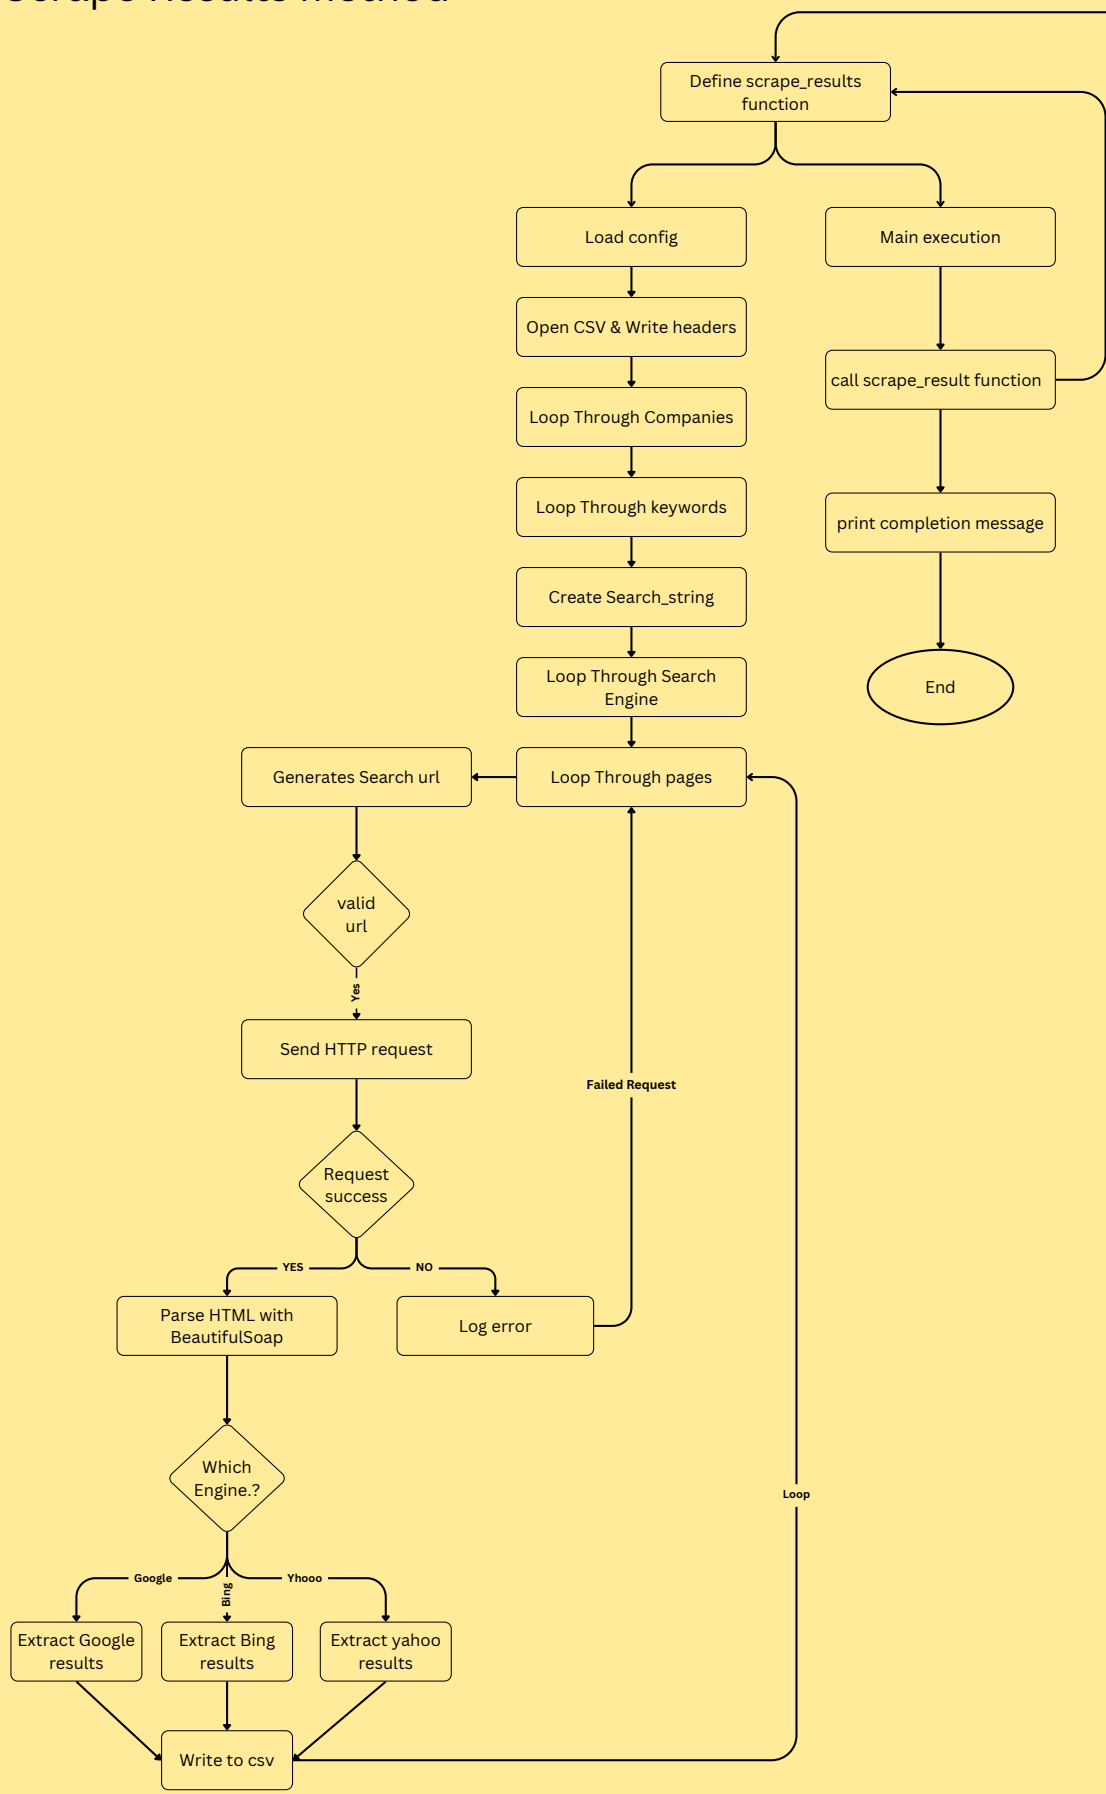 Scrape Results Method
Define scrape_results
function
Load config
Main execution
Open CSV & Write headers
call scrape_result function
Loop Through Companies
Loop Through keywords
print completion message
Create Search_string
Loop Through Search
Engine
End
Generates Search url
Loop Through pages
valid
url
Yes
Send HTTP request
Failed Request
Request
success
YES
NO
Parse HTML with
BeautifulSoap
Log error
Which
Engine.?
Loop
Google
Bing
Yhooo
Extract Google
results
Extract Bing
results
Extract yahoo
results
Write to csv